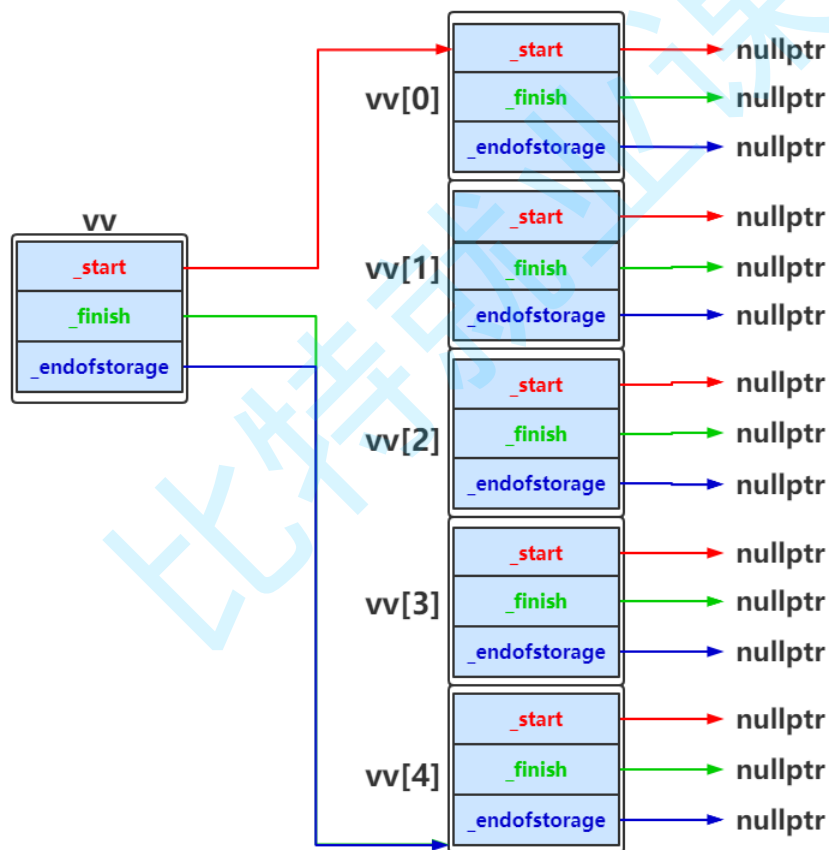 _start nullptr
vv[0] _finish nullptr
_endofstorage nullptr
_start nullptr
vv[1] _finish nullptr
_endofstorage nullptr
vv
_start
_finish
_endofstorage
_start nullptr
vv[2] _finish nullptr
_endofstorage nullptr
_start nullptr
vv[3] _finish nullptr
_endofstorage nullptr
_start nullptr
vv[4] _finish nullptr
_endofstorage nullptr
比特就业课